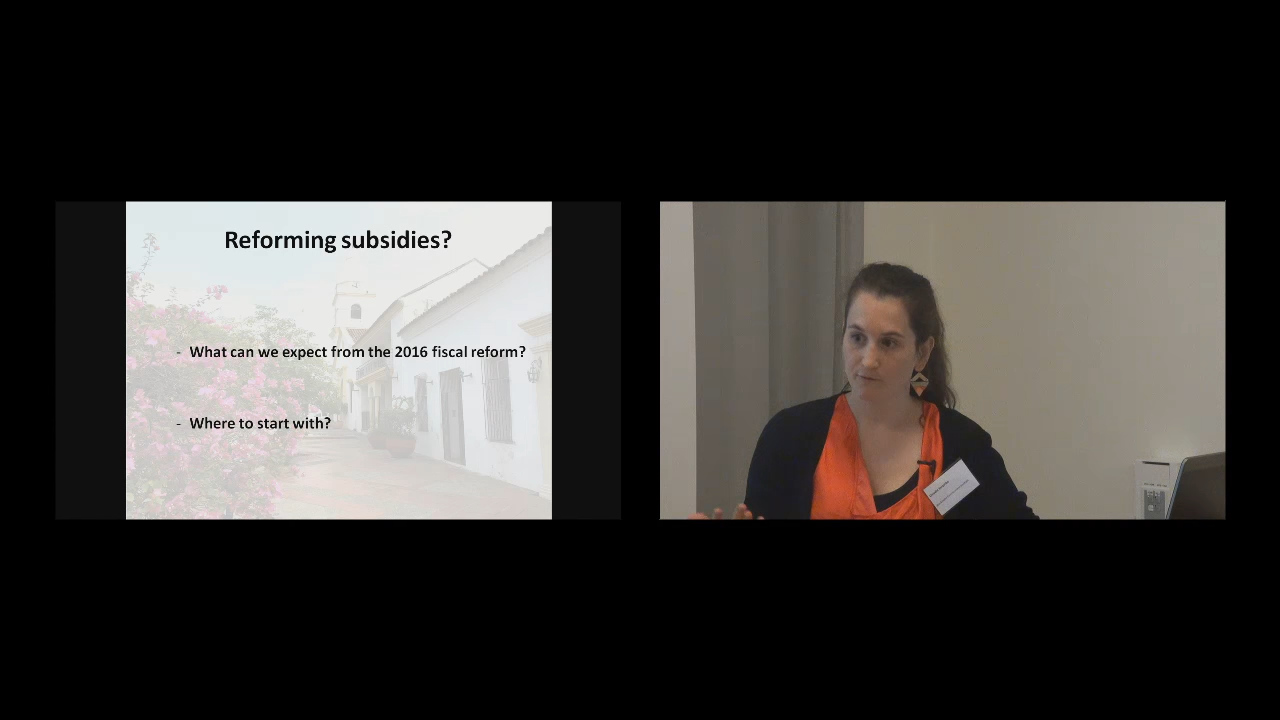 Reforming subsidies?
- What can we expect from the 2016 fiscal reform?
- Where to start with?